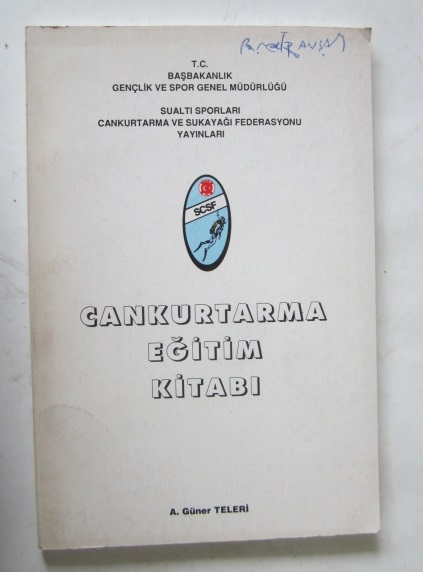 T.C.
BAŞBAKANLIK
GENÇLİK VE SPOR GENEL MÜDÜRLÜĞÜ
SUALTI SPORLARI
CANKURTARMA VE SUKAYAĞI FEDERASYONU
YAYINLARI
SCSF
CANKURTARMA
EĞİTİM
KİTABI
A. Güner TELERİ